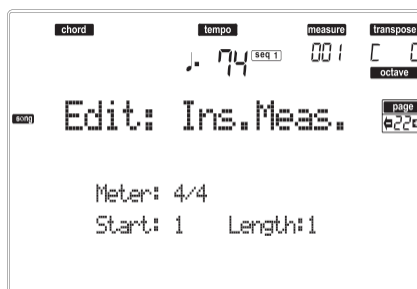 chord tempo measure transpose
♩. 74 seq 1 001 C 0
octave
song Edit: Ins.Meas. page
22
Meter: 4/4
Start: 1 Length:1